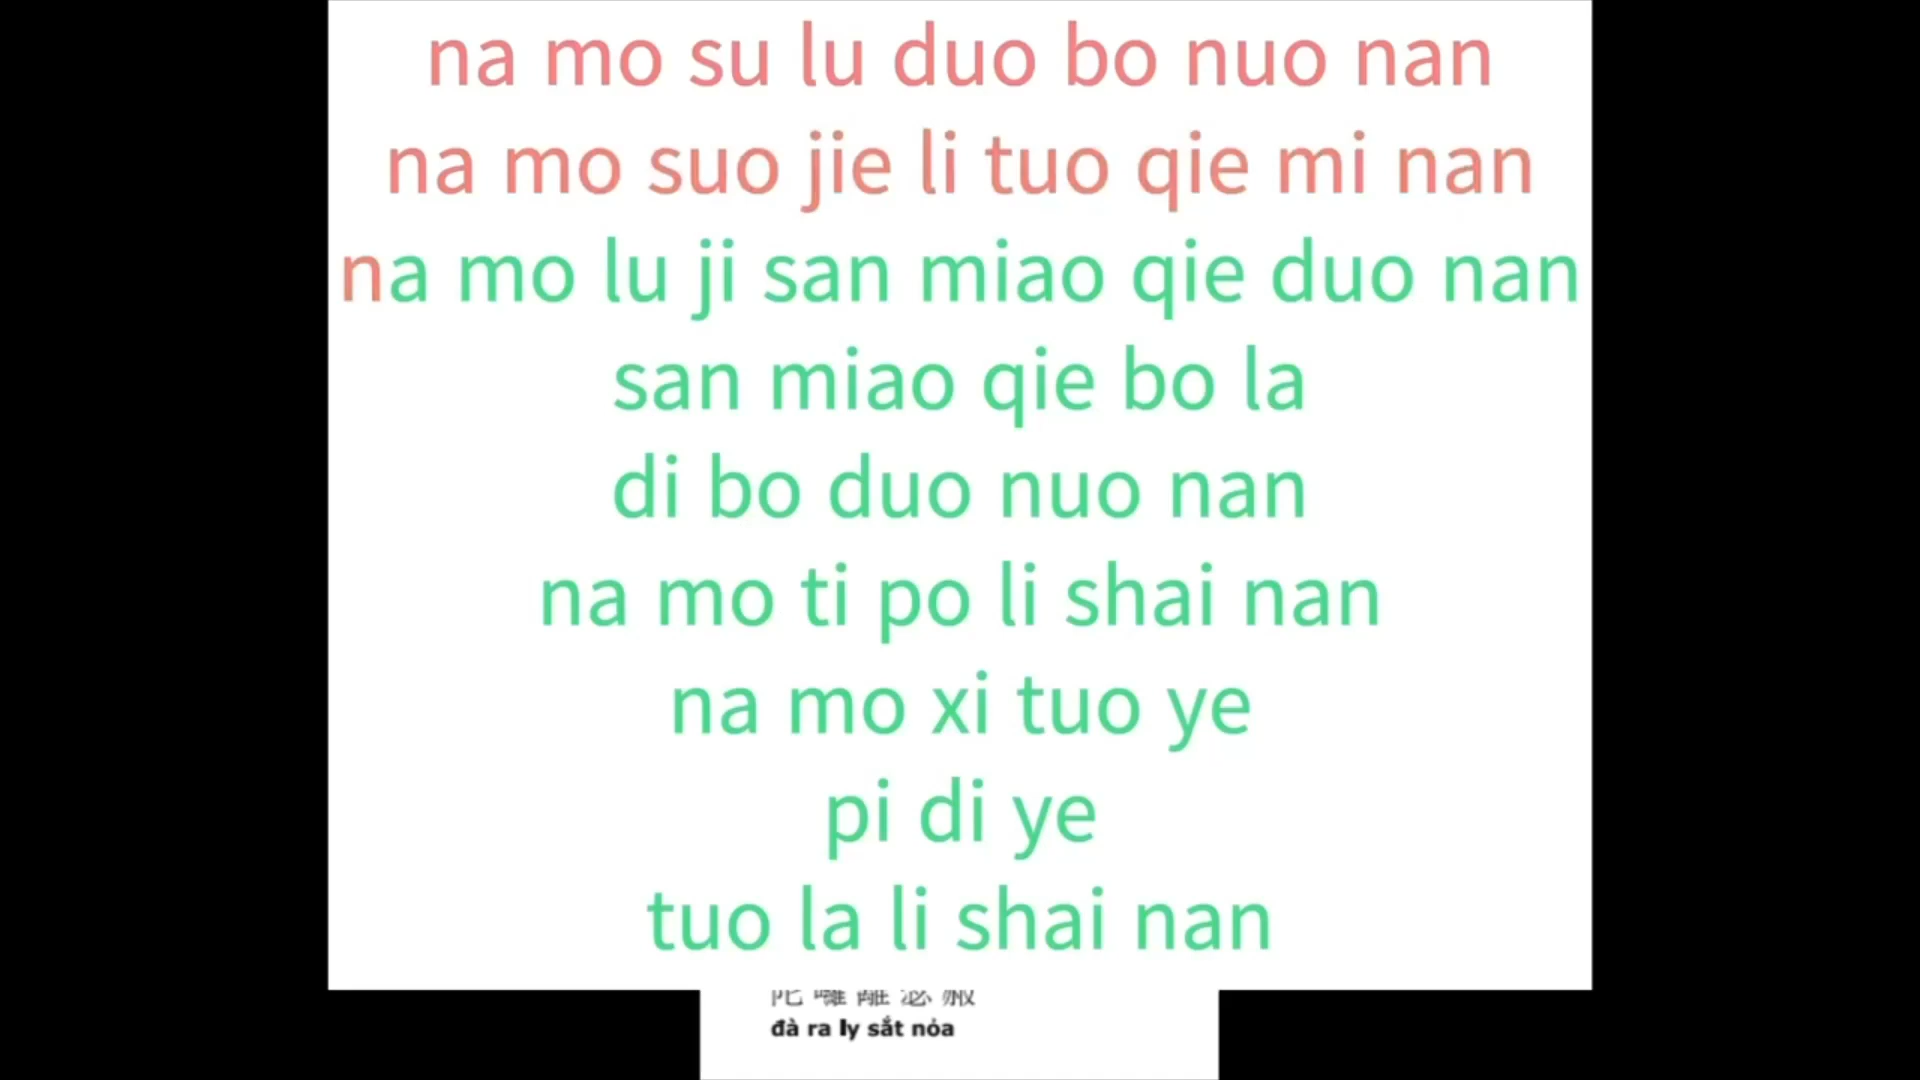 na mo su lu duo bo nuo nan
na mo suo jie li tuo qie mi nan
na mo lu ji san miao qie duo nan
san miao qie bo la
di bo duo nuo nan
na mo ti po li shai nan
na mo xi tuo ye
pi di ye
tuo la li shai nan
đà ra ly sắt nỏa